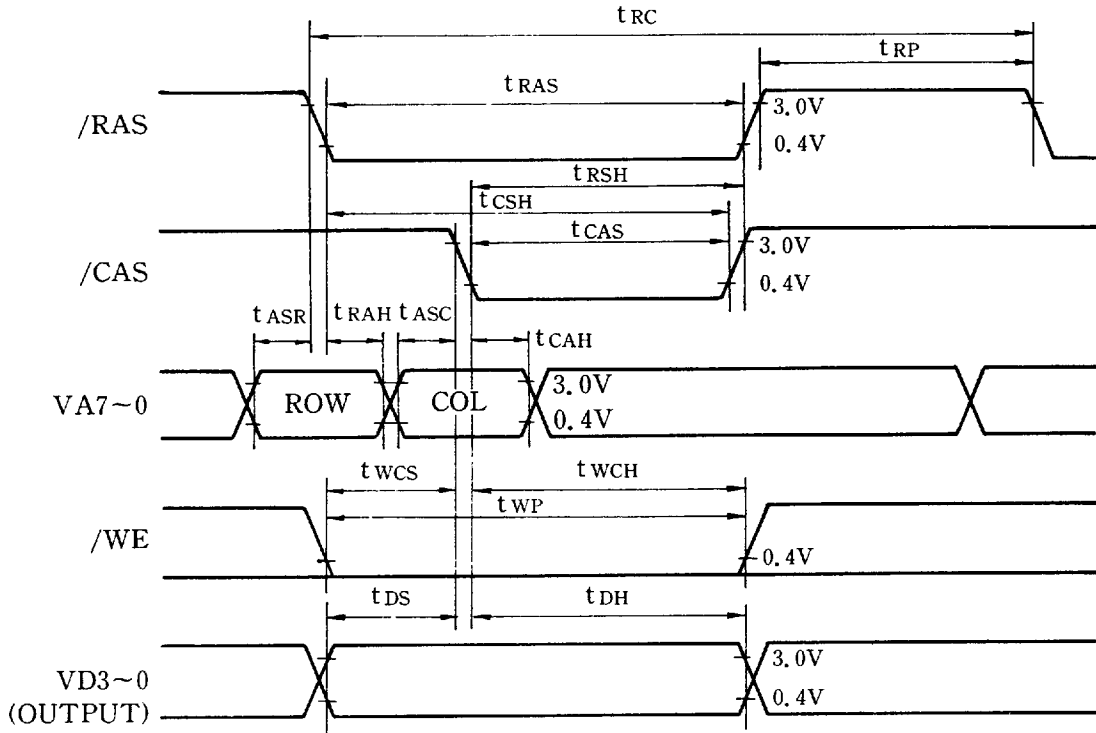 tRC
tRP
tRAS
/RAS
3.0V
0.4V
tRSH
tCSH
tCAS
/CAS
3.0V
0.4V
tASR
tRAH
tASC
tCAH
VA7~0
ROW
COL
3.0V
0.4V
tWCS
tWCH
tWP
/WE
0.4V
tDS
tDH
VD3~0
(OUTPUT)
3.0V
0.4V